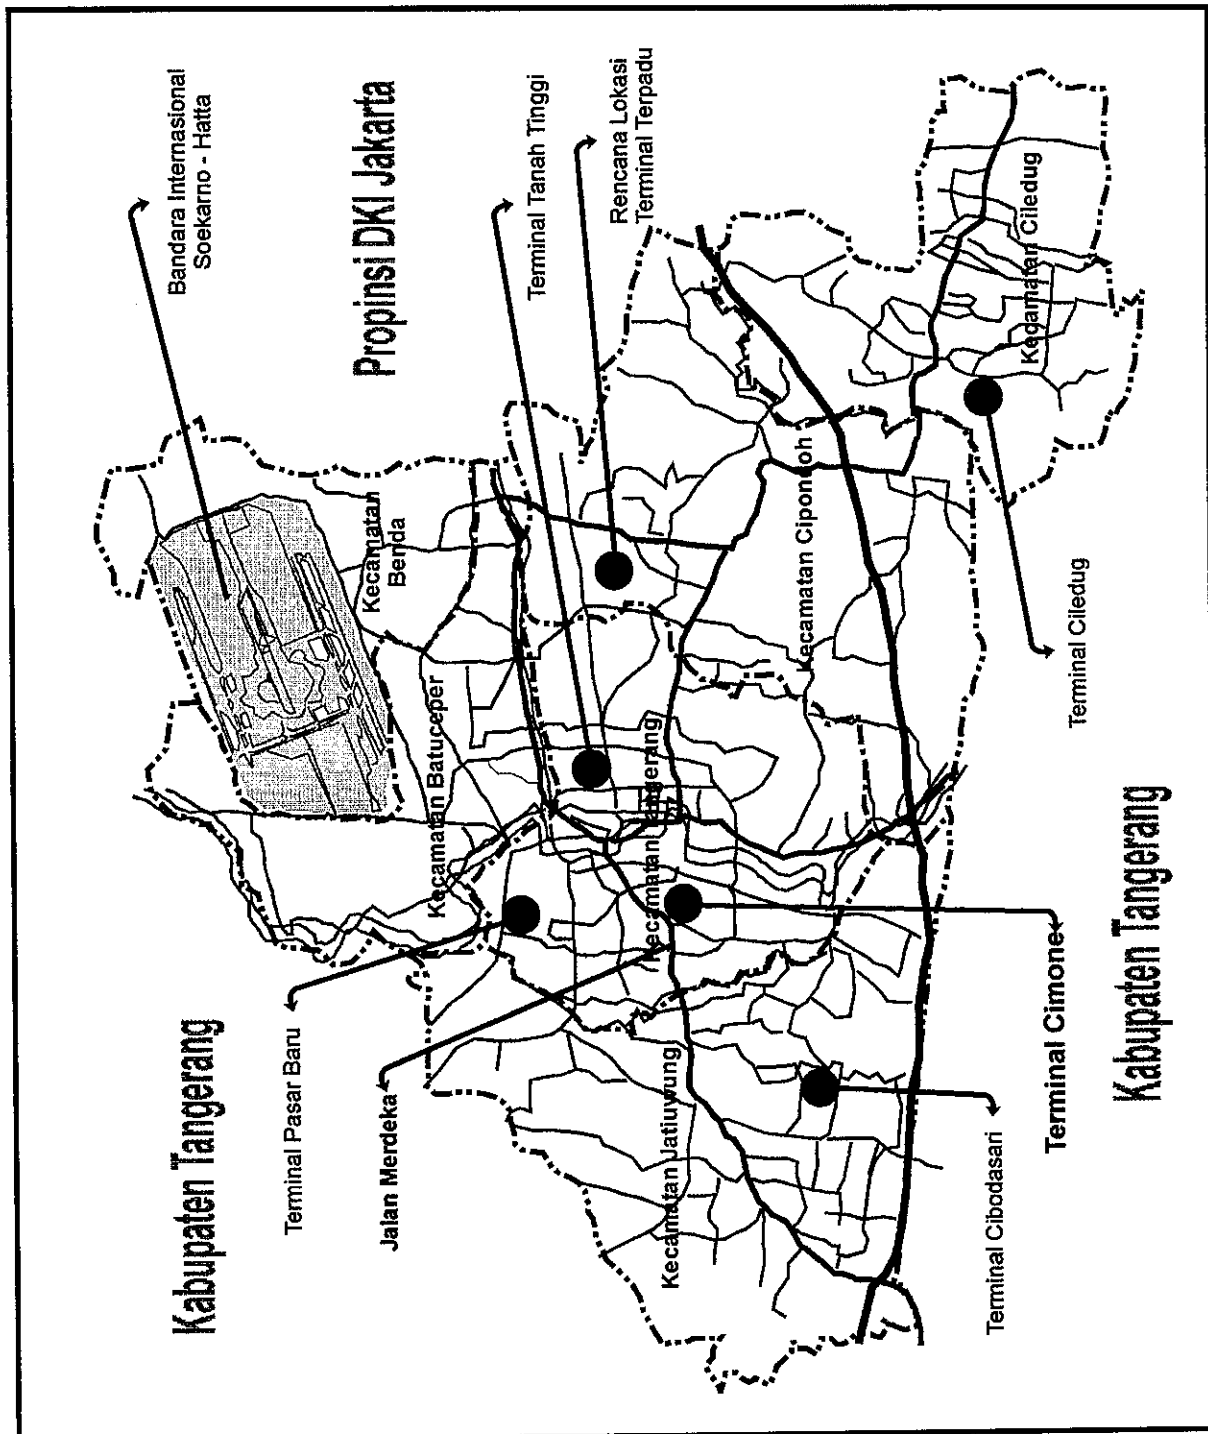 Kabupaten Tangerang
Bandara Internasional
Soekarno - Hatta
Terminal Pasar Baru
Propinsi DKI Jakarta
Jalan Merdeka
Kecamatan
Benda
Kecamatan Batuceper
Terminal Tanah Tinggi
Rencana Lokasi
Terminal Terpadu
Kecamatan Jatiuwung
Kecamatan Tangerang
Kecamatan Cipondoh
Kecamatan Ciledug
Terminal Cibodasari
Terminal Cimone
Terminal Ciledug
Kabupaten Tangerang